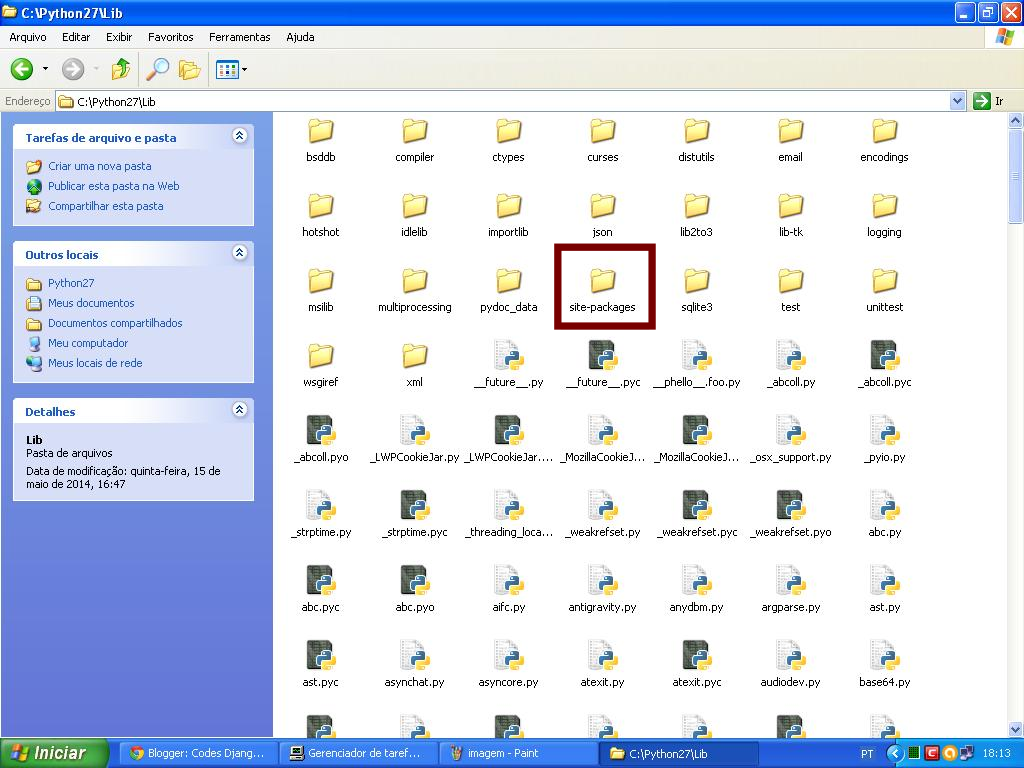 C:\Python27\Lib
Arquivo Editar Exibir Favoritos Ferramentas Ajuda
Endereço C:\Python27\Lib Ir
Tarefas de arquivo e pasta
Criar uma nova pasta
Publicar esta pasta na Web
Compartilhar esta pasta
Outros locais
Python27
Meus documentos
Documentos compartilhados
Meu computador
Meus locais de rede
Detalhes
Lib
Pasta de arquivos
Data de modificação: quinta-feira, 15 de
maio de 2014, 16:47
bsddb compiler ctypes curses distutils email encodings
hotshot idlelib importlib json lib2to3 lib-tk logging
msilib multiprocessing pydoc_data site-packages sqlite3 test unittest
wsgiref xml __future__.py __future__.pyc __phello__.foo.py _abcoll.py _abcoll.pyc
_abcoll.pyo _LWPCookieJar.py _LWPCookieJar.... _MozillaCookieJ... _MozillaCookieJ... _osx_support.py _pyio.py
_strptime.py _strptime.pyc _threading_loca... _weakrefset.py _weakrefset.pyc _weakrefset.pyo abc.py
abc.pyc abc.pyo aifc.py antigravity.py anydbm.py argparse.py ast.py
ast.pyc asynchat.py asyncore.py atexit.py atexit.pyc audiodev.py base64.py
Iniciar Blogger: Codes Djang... Gerenciador de taref... imagem - Paint C:\Python27\Lib PT 18:13